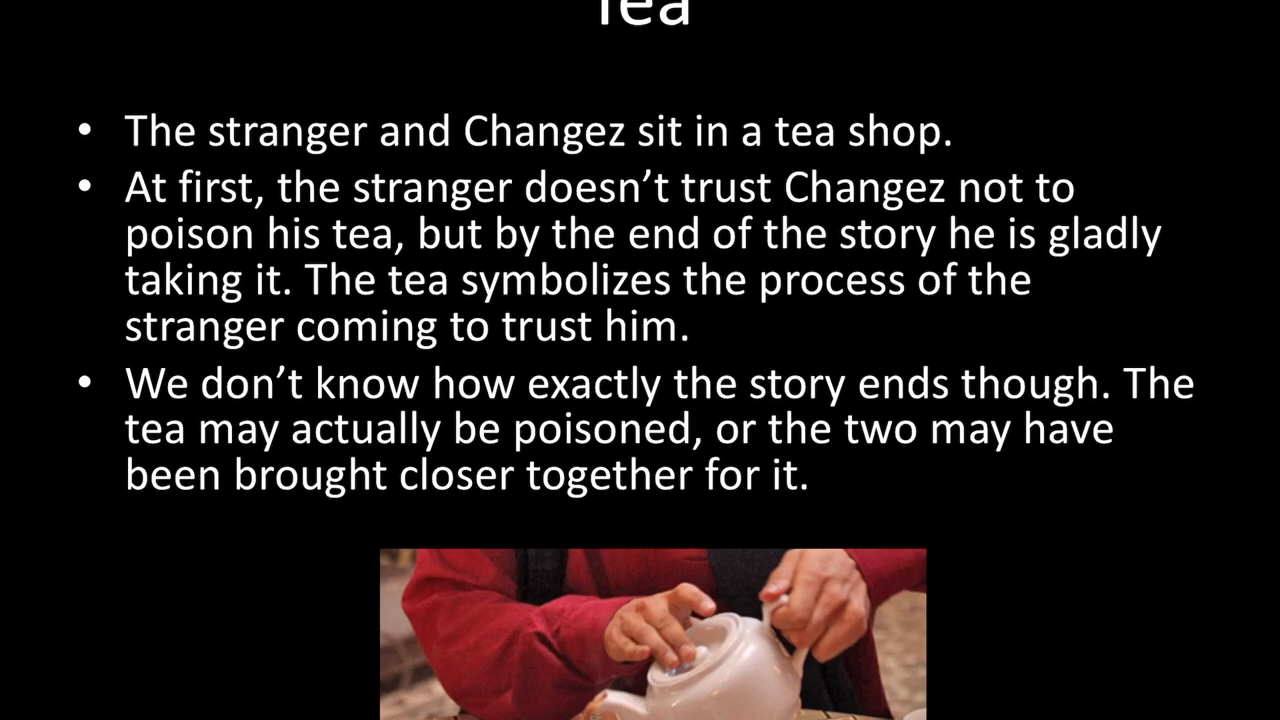 Tea
• The stranger and Changez sit in a tea shop.
• At first, the stranger doesn’t trust Changez not to
poison his tea, but by the end of the story he is gladly
taking it. The tea symbolizes the process of the
stranger coming to trust him.
• We don’t know how exactly the story ends though. The
tea may actually be poisoned, or the two may have
been brought closer together for it.